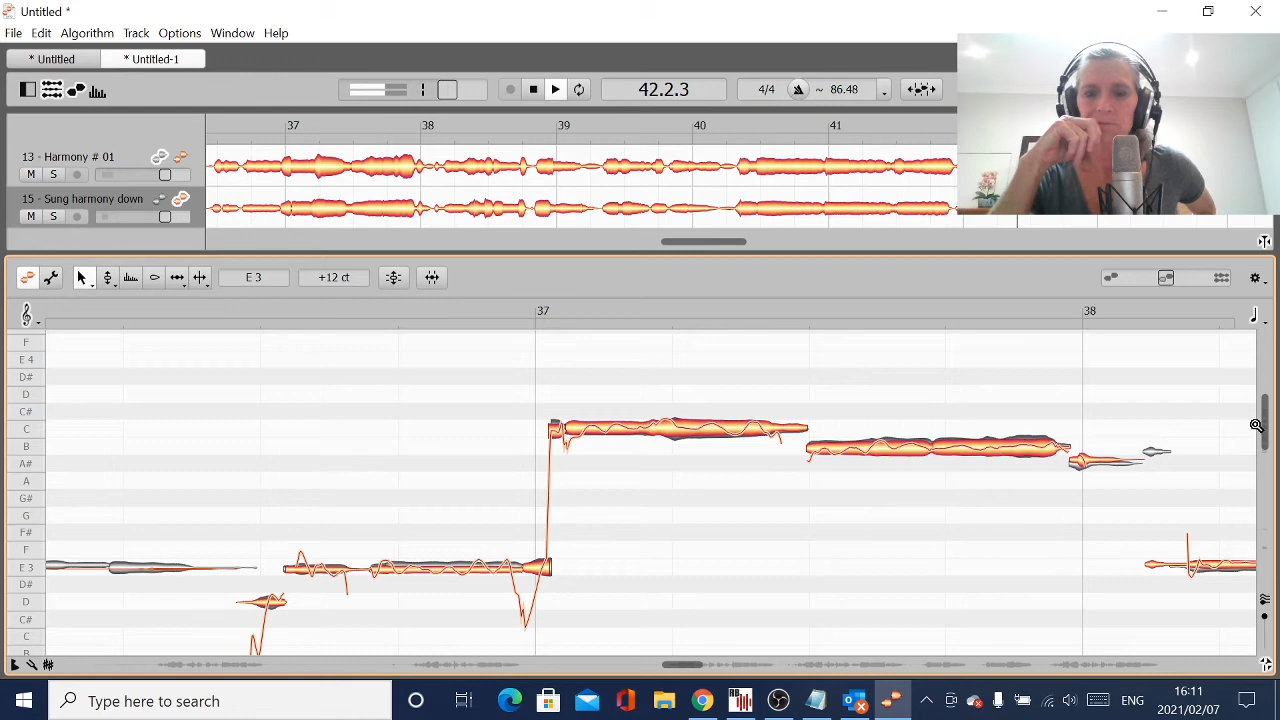 Untitled *
File Edit Algorithm Track Options Window Help
* Untitled * Untitled-1
42.2.3 4/4 ~ 86.48
37 38 39 40 41
13 - Harmony # 01
M S
15 - Sung harmony down
M S
E 3 +12 ct
37 38
F
E 4
D#
D
C#
C
B
A#
A
G#
G
F#
F
E 3
D#
D
C#
C
B
Type here to search
RB
ENG
16:11
2021/02/07